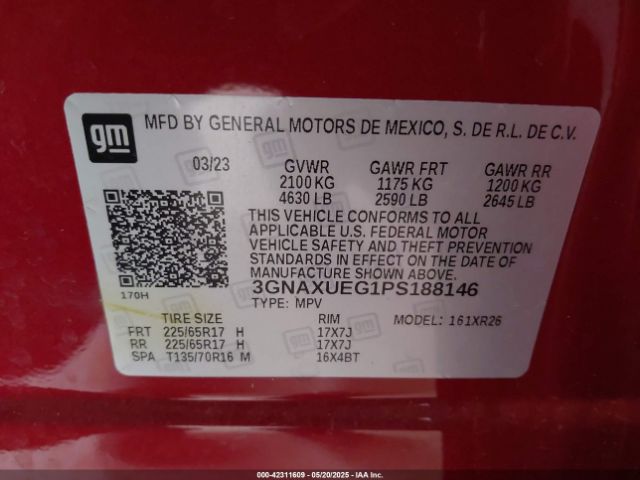 gm MFD BY GENERAL MOTORS DE MEXICO, S. DE R.L. DE C.V.
03/23 GVWR GAWR FRT GAWR RR
2100 KG 1175 KG 1200 KG
4630 LB 2590 LB 2645 LB
THIS VEHICLE CONFORMS TO ALL
APPLICABLE U.S. FEDERAL MOTOR
VEHICLE SAFETY AND THEFT PREVENTION
STANDARDS IN EFFECT ON THE DATE OF
MANUFACTURE SHOWN ABOVE.
3GNAXUEG1PS188146
170H TYPE: MPV MODEL: 161XR26
TIRE SIZE RIM
FRT 225/65R17 H 17X7J
RR 225/65R17 H 17X7J
SPA T135/70R16 M 16X4BT
000-42311609 | 05/20/2025 | IAA Inc.